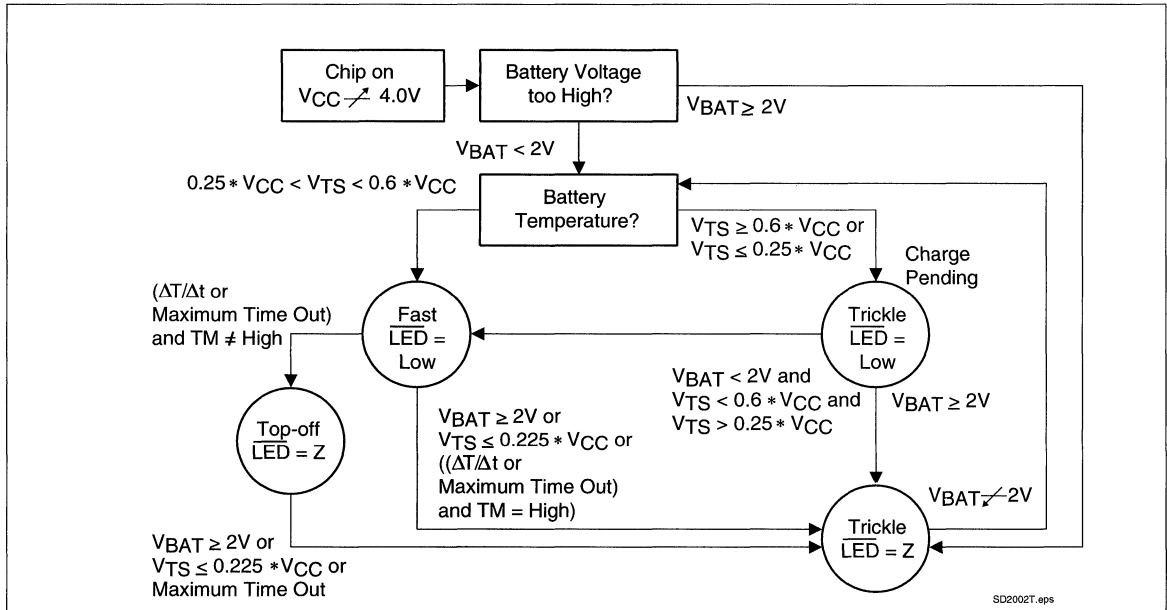 Chip on
VCC 4.0V
Battery Voltage
too High?
VBAT ≥ 2V
VBAT < 2V
0.25 * VCC < VTS < 0.6 * VCC
Battery
Temperature?
VTS ≥ 0.6 * VCC or
VTS ≤ 0.25 * VCC
Charge
Pending
(ΔT/Δt or
Maximum Time Out)
and TM ≠ High
Fast
LED =
Low
Trickle
LED =
Low
VBAT < 2V and
VTS < 0.6 * VCC and
VTS > 0.25 * VCC
VBAT ≥ 2V
Top-off
LED = Z
VBAT ≥ 2V or
VTS ≤ 0.225 * VCC or
((ΔT/Δt or
Maximum Time Out)
and TM = High)
VBAT 2V
Trickle
LED = Z
VBAT ≥ 2V or
VTS ≤ 0.225 * VCC or
Maximum Time Out
SD2002T.eps